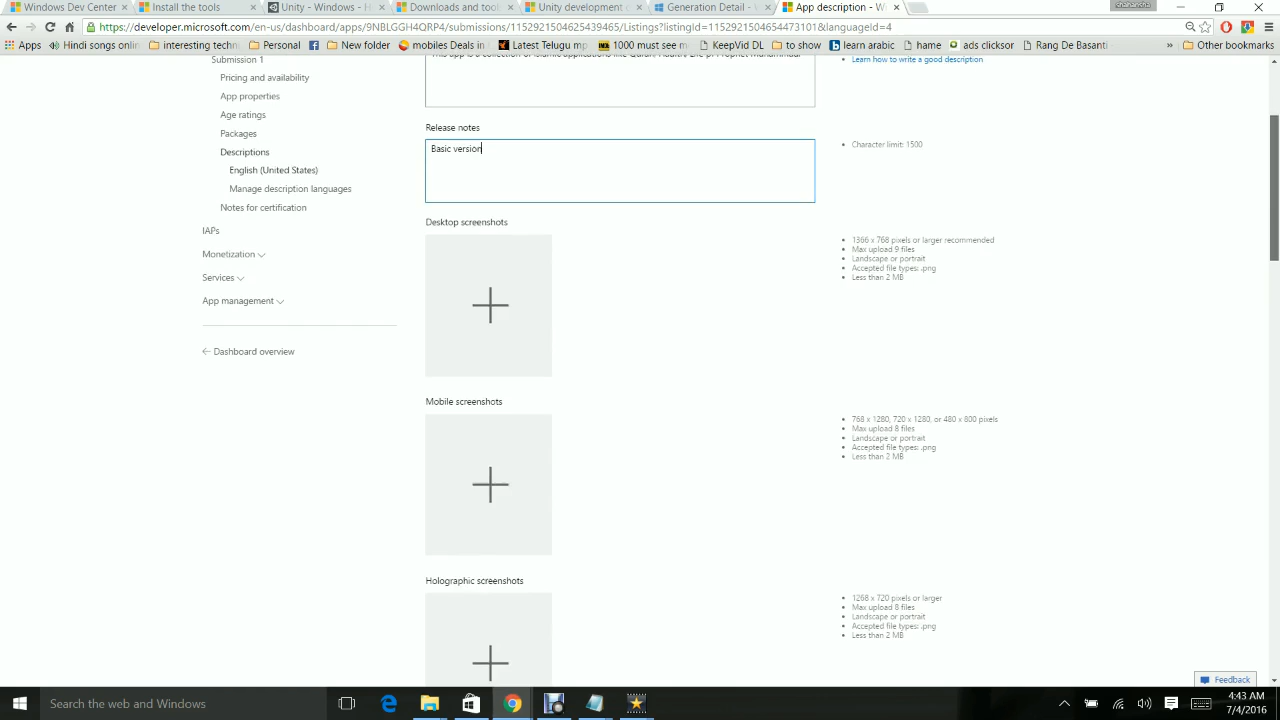 shanaksha
Windows Dev Center
Install the tools
Unity - Windows - H
Downloads and tool
Unity development o
Generation Detail - U
App description - Wi
https://developer.microsoft.com/en-us/dashboard/apps/9NBLGGH4QRP4/submissions/1152921504625439465/Listings?listingId=1152921504654473101&languageId=4
Apps
Hindi songs onlin
interesting techn
Personal
New folder
mobiles Deals in
Latest Telugu mp
1000 must see m
KeepVid DL
to show
learn arabic
hame
ads clicksor
Rang De Basanti
»
Other bookmarks
Submission 1
Pricing and availability
App properties
Age ratings
Packages
Descriptions
English (United States)
Manage description languages
Notes for certification
IAPs
Monetization
Services
App management
Dashboard overview
Learn how to write a good description
Release notes
Basic version
Character limit: 1500
Desktop screenshots
1366 x 768 pixels or larger recommended
Max upload 9 files
Landscape or portrait
Accepted file types: .png
Less than 2 MB
Mobile screenshots
768 x 1280, 720 x 1280, or 480 x 800 pixels
Max upload 8 files
Landscape or portrait
Accepted file types: .png
Less than 2 MB
Holographic screenshots
1268 x 720 pixels or larger
Max upload 8 files
Landscape or portrait
Accepted file types: .png
Less than 2 MB
Feedback
Search the web and Windows
4:43 AM
7/4/2016